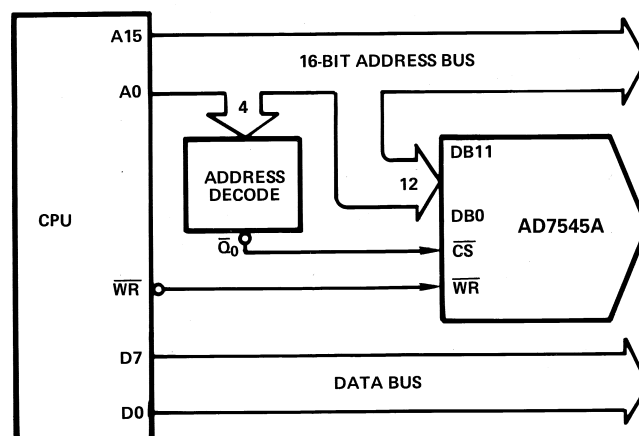 A15
16-BIT ADDRESS BUS
A0
4
DB11
ADDRESS
DECODE
12
CPU
DB0
AD7545A
Q̅0
C̅S̅
W̅R̅
W̅R̅
D7
DATA BUS
D0